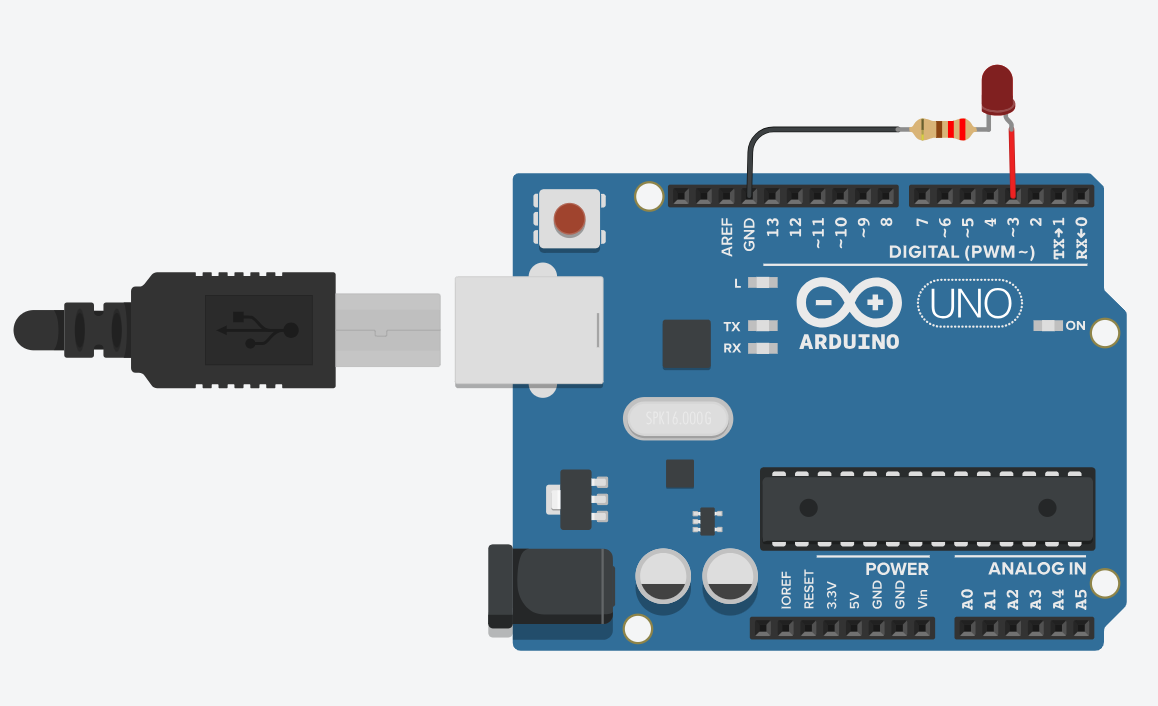 AREF
GND
13
12
~11
~10
~9
8
7
~6
~5
4
~3
2
TX→1
RX←0
DIGITAL (PWM ~)
L
TX
RX
UNO
ARDUINO
ON
SPK16.000G
POWER
ANALOG IN
IOREF
RESET
3.3V
5V
GND
GND
Vin
A0
A1
A2
A3
A4
A5